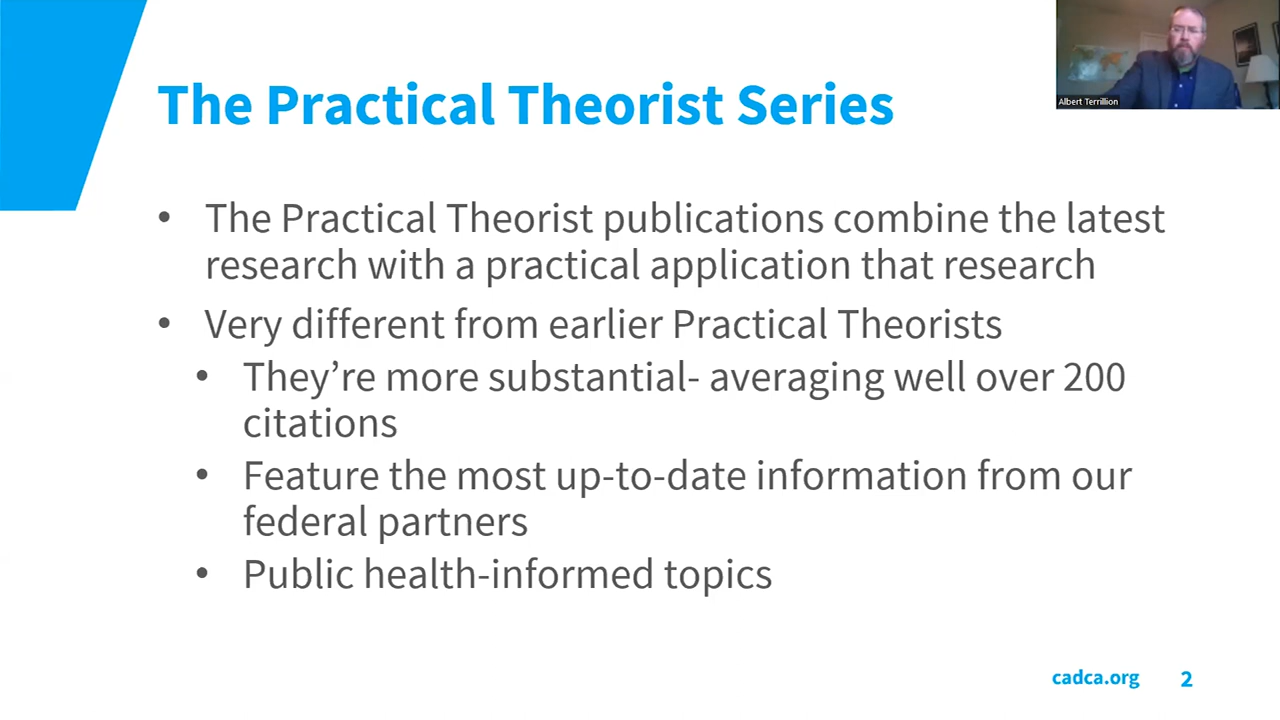 The Practical Theorist Series
Albert Terrillion
• The Practical Theorist publications combine the latest
research with a practical application that research
• Very different from earlier Practical Theorists
• They’re more substantial- averaging well over 200
citations
• Feature the most up-to-date information from our
federal partners
• Public health-informed topics
cadca.org 2